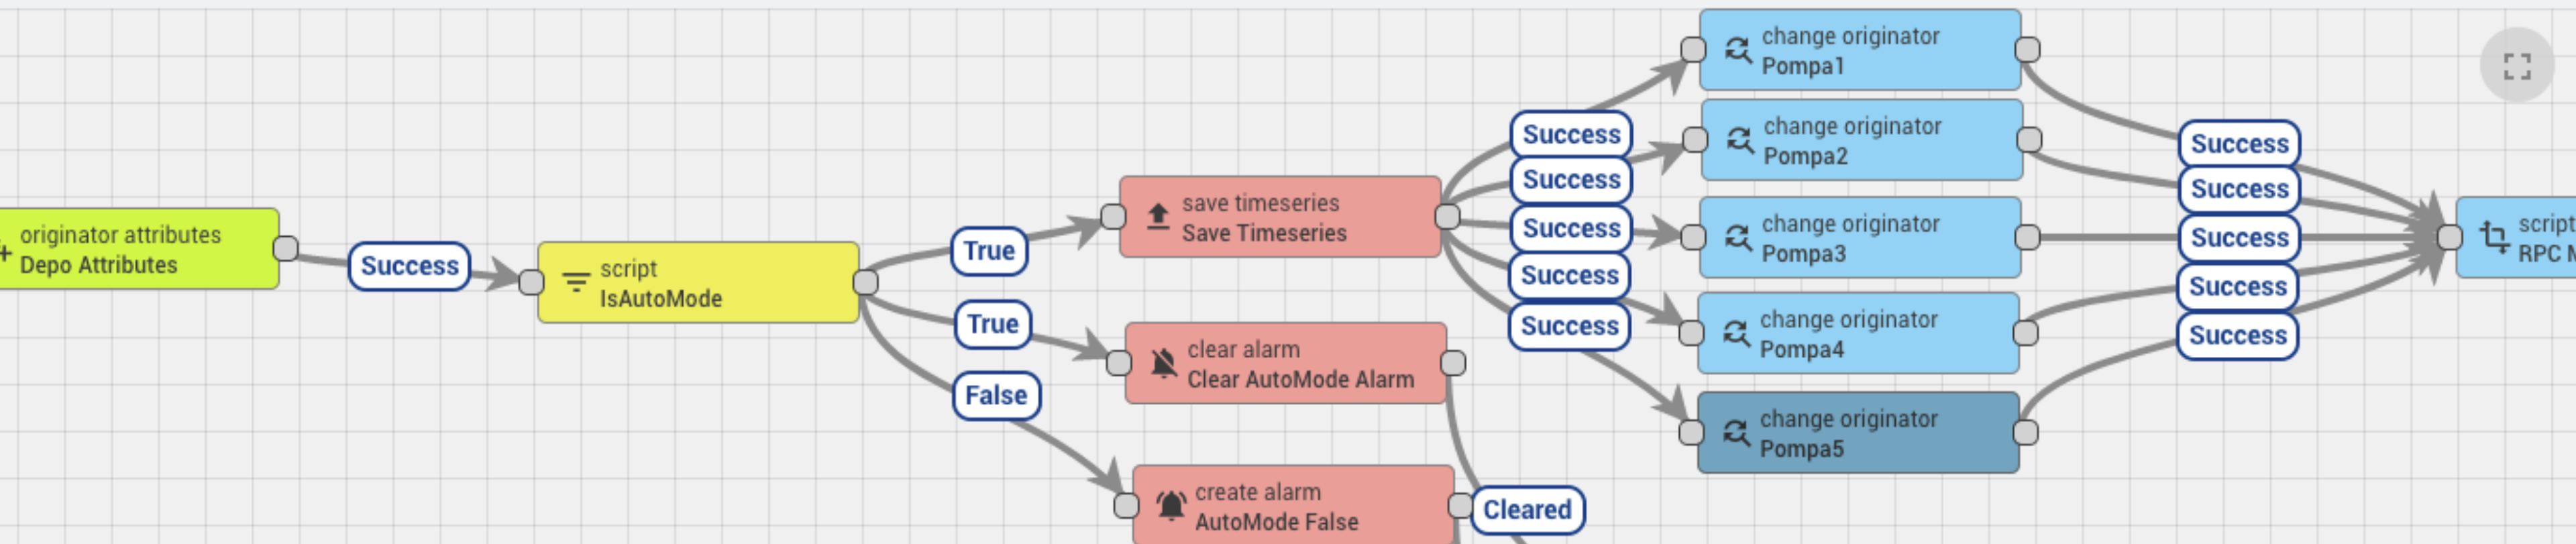 originator attributes
Depo Attributes
Success
script
IsAutoMode
True
True
False
save timeseries
Save Timeseries
clear alarm
Clear AutoMode Alarm
create alarm
AutoMode False
Cleared
Success
Success
Success
Success
Success
change originator
Pompa1
change originator
Pompa2
change originator
Pompa3
change originator
Pompa4
change originator
Pompa5
Success
Success
Success
Success
Success
script
RPC